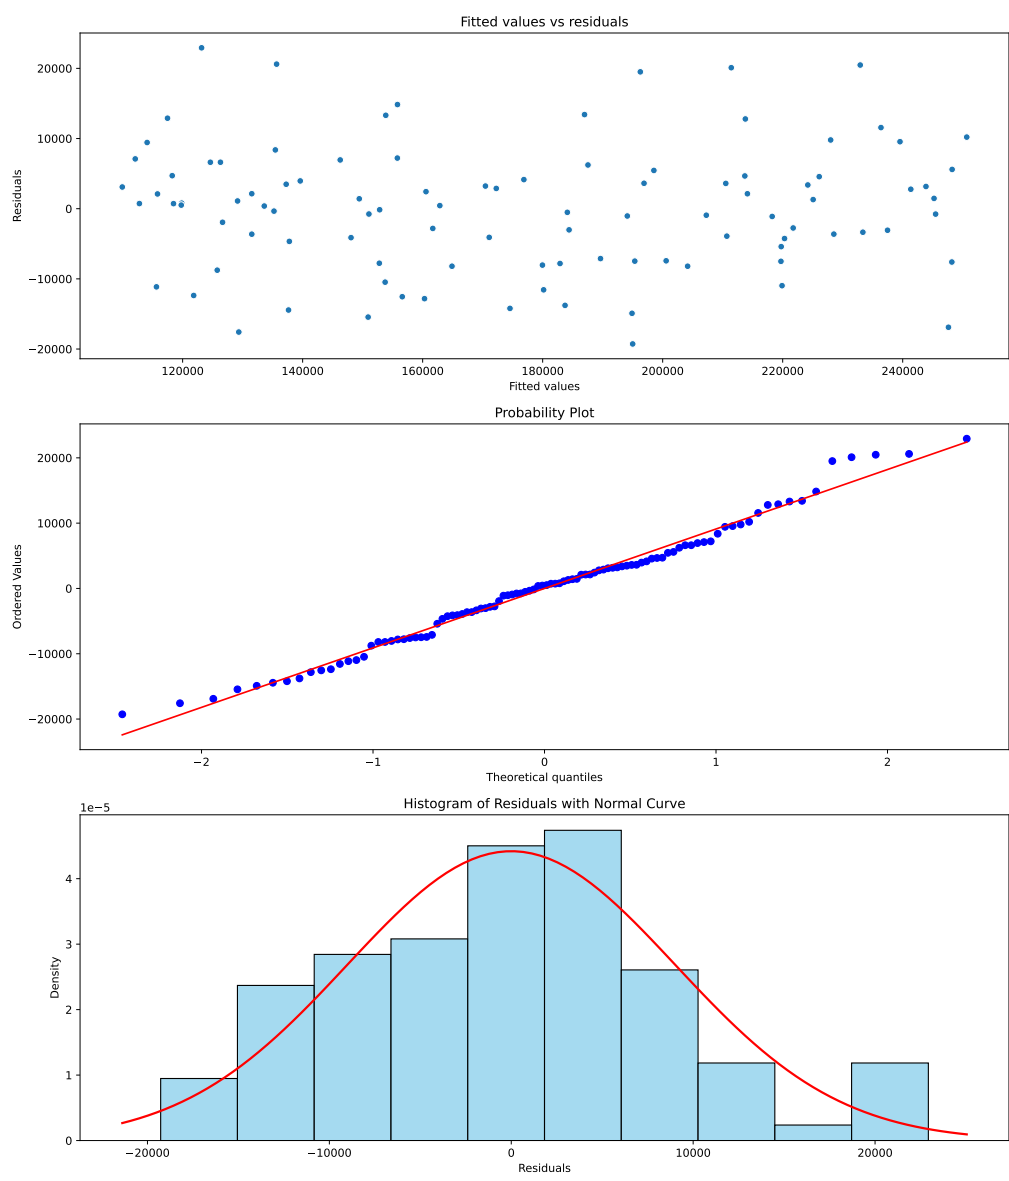 Fitted values vs residuals
20000
10000
0
−10000
−20000
Residuals
120000 140000 160000 180000 200000 220000 240000
Fitted values
Probability Plot
20000
10000
0
−10000
−20000
Ordered Values
−2 −1 0 1 2
Theoretical quantiles
Histogram of Residuals with Normal Curve
1e−5
4
3
2
1
0
Density
−20000 −10000 0 10000 20000
Residuals